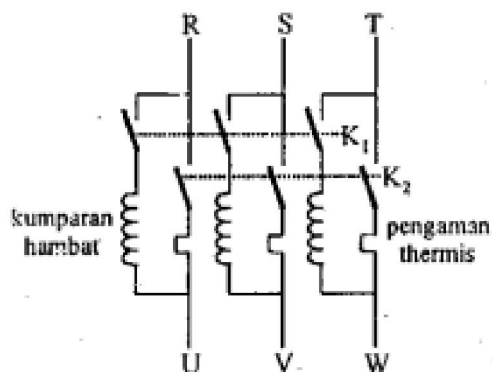 R S T
K1
K2
kumparan
hambat
pengaman
thermis
U V W